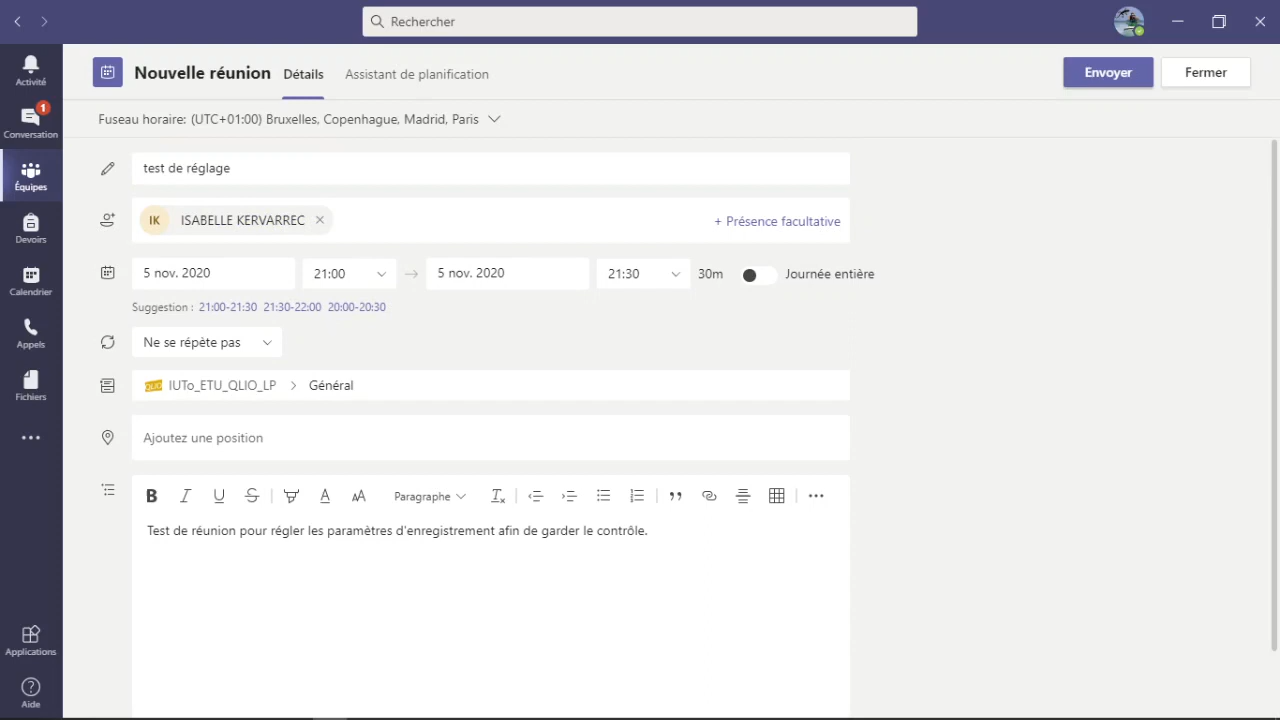 Rechercher
Activité
1
Conversation
Équipes
Devoirs
Calendrier
Appels
Fichiers
Applications
Aide
Nouvelle réunion Détails Assistant de planification Envoyer Fermer
Fuseau horaire: (UTC+01:00) Bruxelles, Copenhague, Madrid, Paris
test de réglage
IK ISABELLE KERVARREC × + Présence facultative
5 nov. 2020 21:00 → 5 nov. 2020 21:30 30m Journée entière
Suggestion : 21:00-21:30 21:30-22:00 20:00-20:30
Ne se répète pas
QLIO IUTo_ETU_QLIO_LP > Général
Ajoutez une position
B I U S A AA Paragraphe Tx
Test de réunion pour régler les paramètres d'enregistrement afin de garder le contrôle.